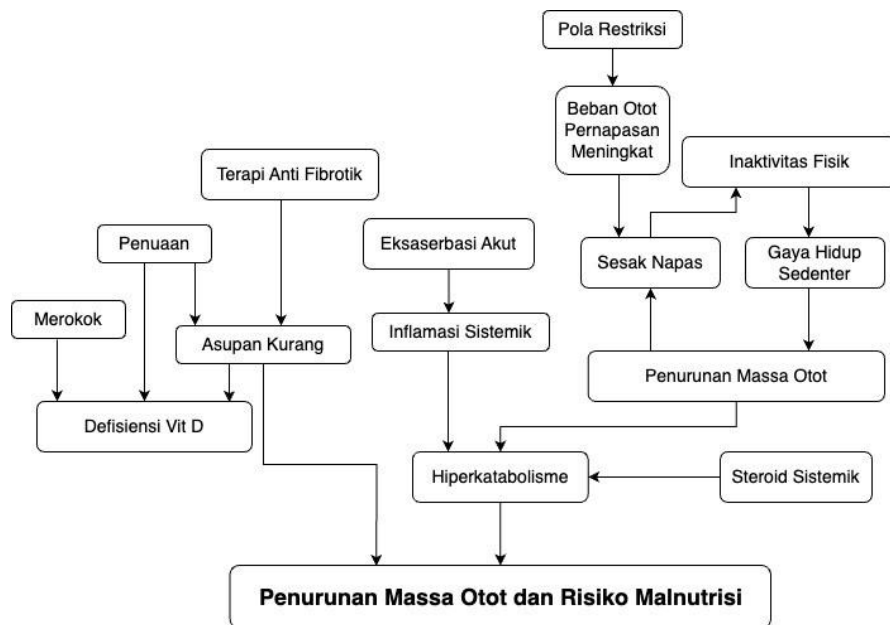 Pola Restriksi
Beban Otot
Pernapasan
Meningkat
Inaktivitas Fisik
Terapi Anti Fibrotik
Penuaan
Eksaserbasi Akut
Sesak Napas
Gaya Hidup
Sedenter
Merokok
Asupan Kurang
Inflamasi Sistemik
Penurunan Massa Otot
Defisiensi Vit D
Hiperkatabolisme
Steroid Sistemik
Penurunan Massa Otot dan Risiko Malnutrisi